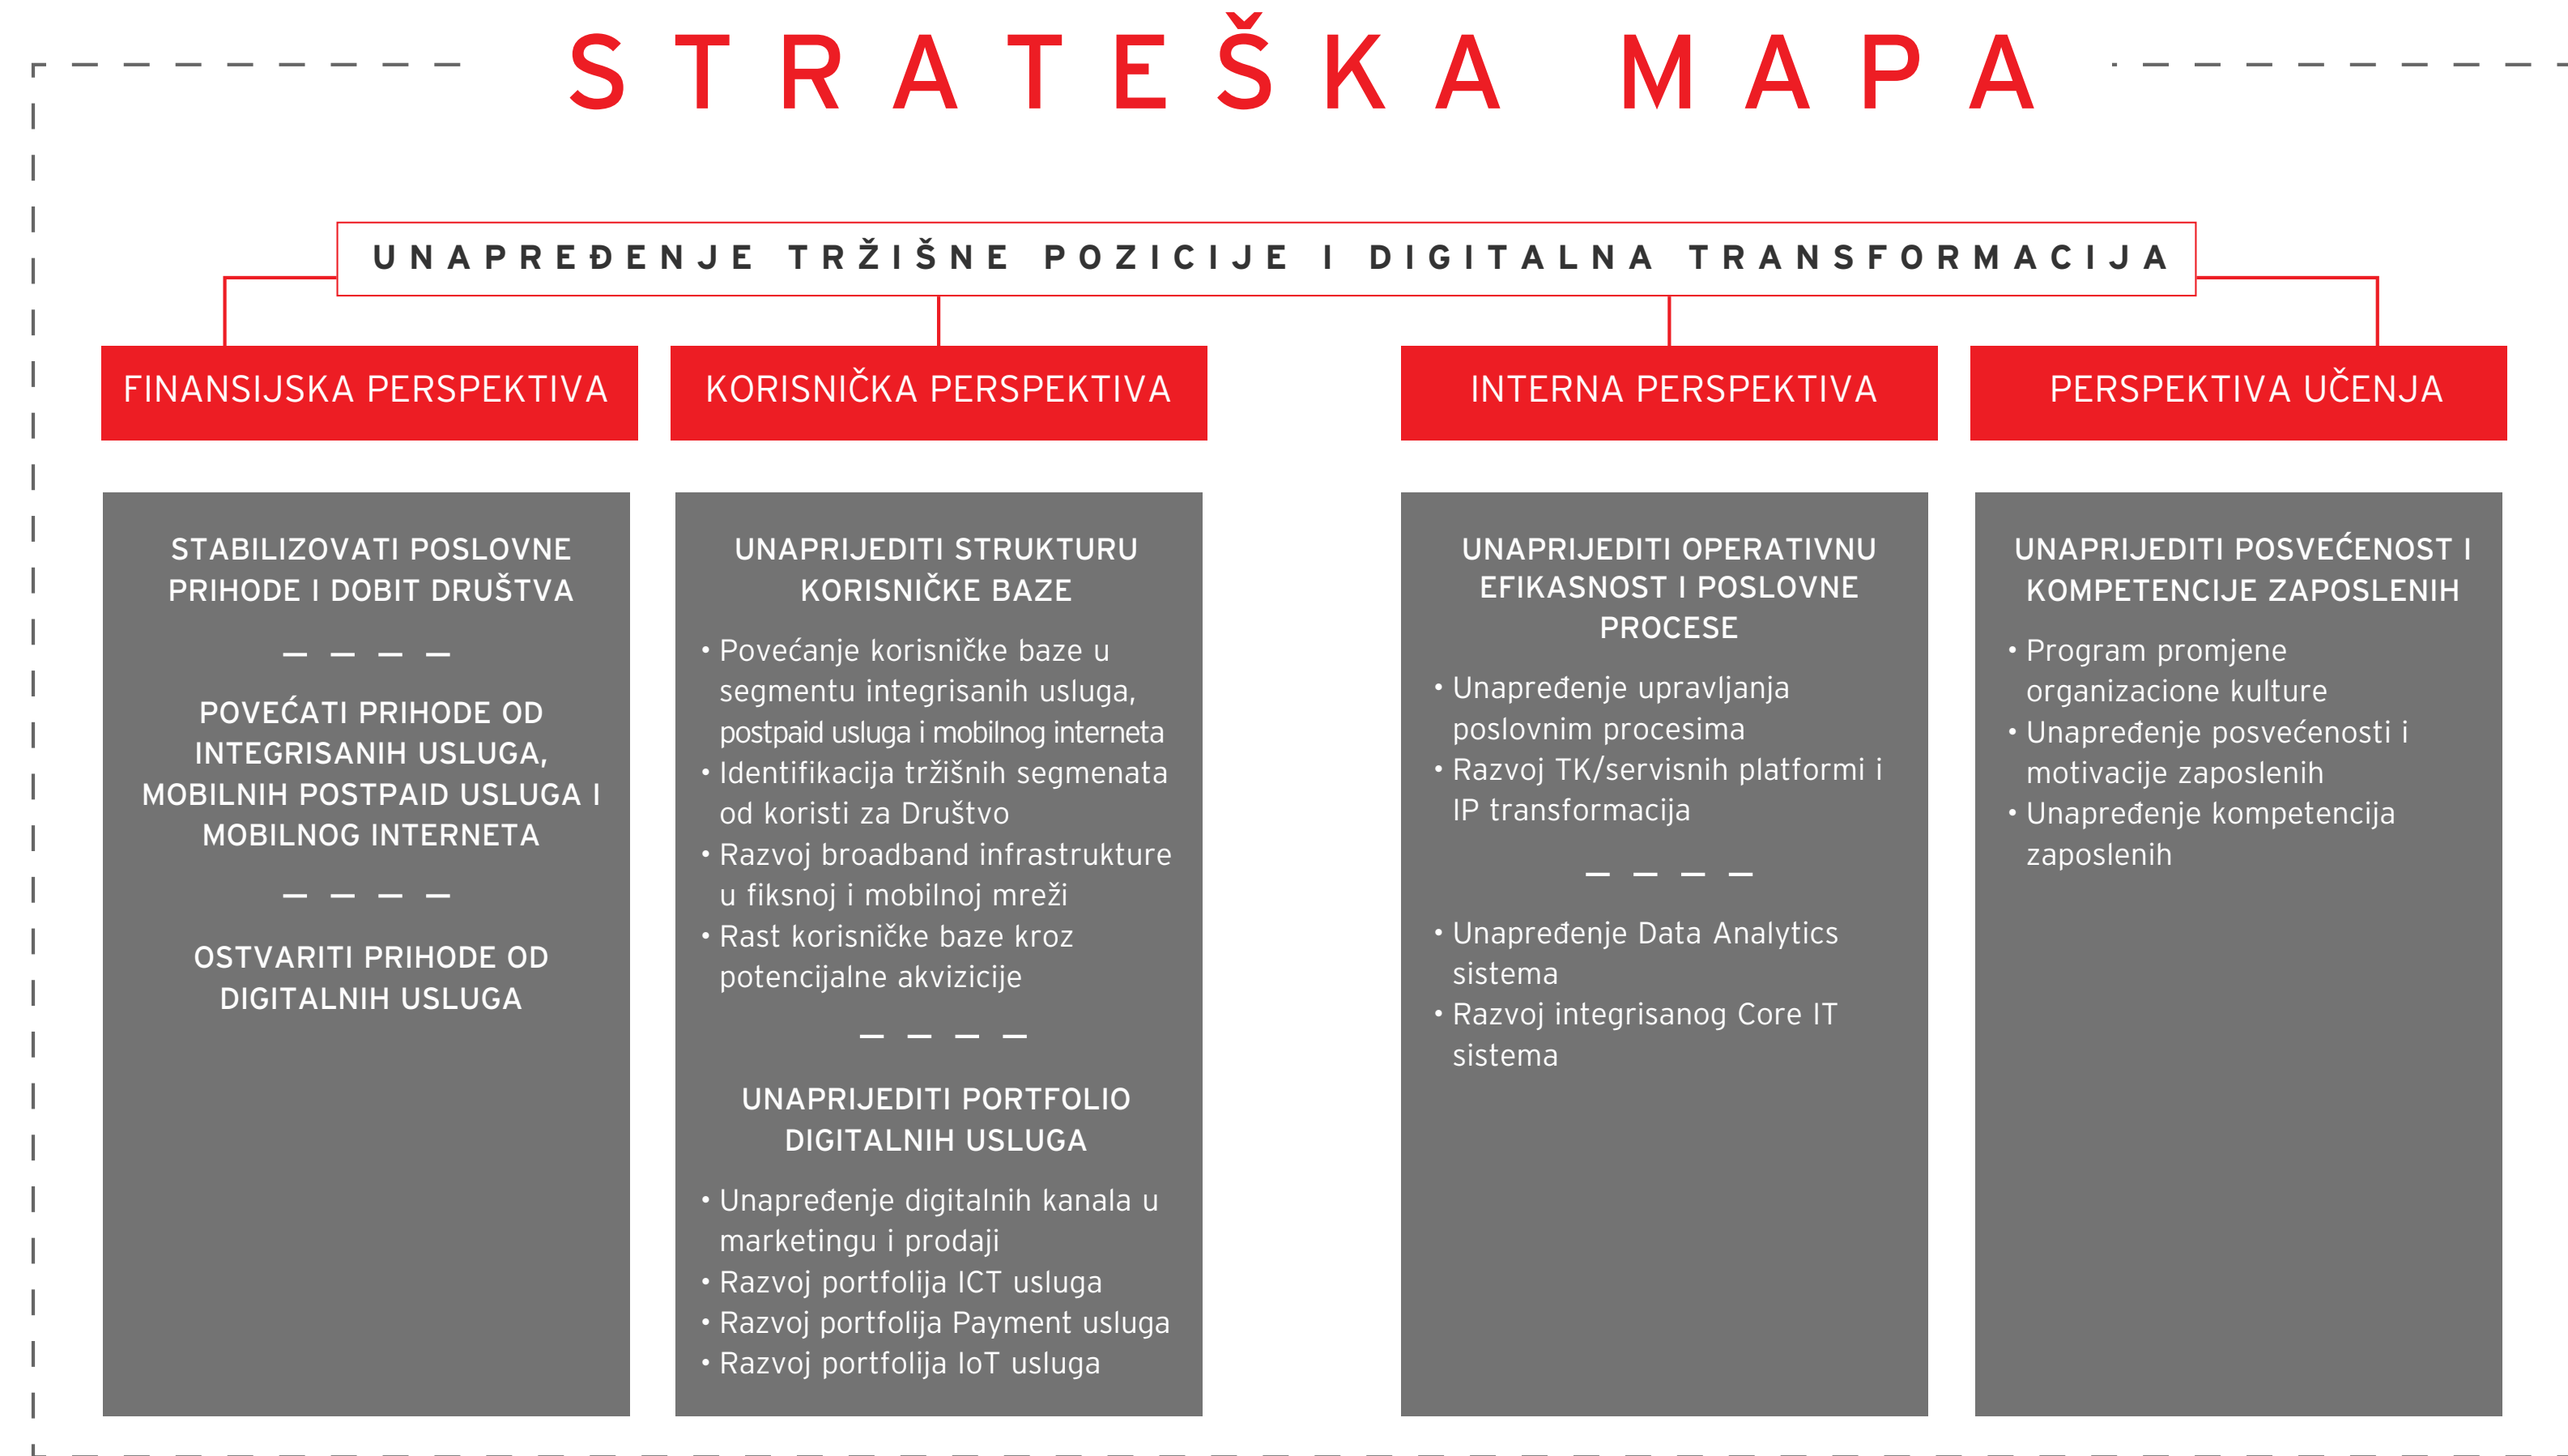 STRATEŠKA MAPA
UNAPREĐENJE TRŽIŠNE POZICIJE I DIGITALNA TRANSFORMACIJA
FINANSIJSKA PERSPEKTIVA
STABILIZOVATI POSLOVNE
PRIHODE I DOBIT DRUŠTVA
POVEĆATI PRIHODE OD
INTEGRISANIH USLUGA,
MOBILNIH POSTPAID USLUGA I
MOBILNOG INTERNETA
OSTVARITI PRIHODE OD
DIGITALNIH USLUGA
KORISNIČKA PERSPEKTIVA
UNAPRIJEDITI STRUKTURU
KORISNIČKE BAZE
• Povećanje korisničke baze u
segmentu integrisanih usluga,
postpaid usluga i mobilnog interneta
• Identifikacija tržišnih segmenata
od koristi za Društvo
• Razvoj broadband infrastrukture
u fiksnoj i mobilnoj mreži
• Rast korisničke baze kroz
potencijalne akvizicije
UNAPRIJEDITI PORTFOLIO
DIGITALNIH USLUGA
• Unapređenje digitalnih kanala u
marketingu i prodaji
• Razvoj portfolija ICT usluga
• Razvoj portfolija Payment usluga
• Razvoj portfolija IoT usluga
INTERNA PERSPEKTIVA
UNAPRIJEDITI OPERATIVNU
EFIKASNOST I POSLOVNE
PROCESE
• Unapređenje upravljanja
poslovnim procesima
• Razvoj TK/servisnih platformi i
IP transformacija
• Unapređenje Data Analytics
sistema
• Razvoj integrisanog Core IT
sistema
PERSPEKTIVA UČENJA
UNAPRIJEDITI POSVEĆENOST I
KOMPETENCIJE ZAPOSLENIH
• Program promjene
organizacione kulture
• Unapređenje posvećenosti i
motivacije zaposlenih
• Unapređenje kompetencija
zaposlenih